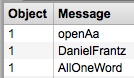 Object Message
1 openAa
1 DanielFrantz
1 AllOneWord